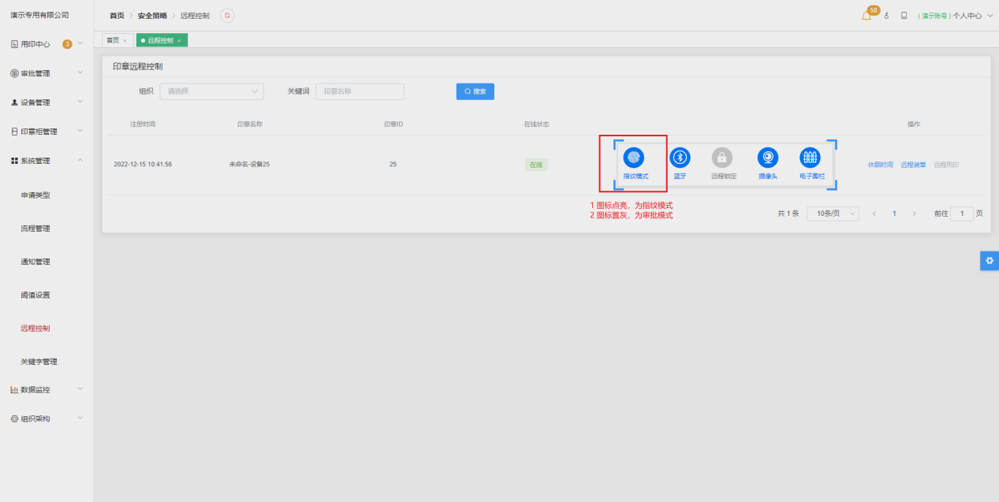 演示专用有限公司
首页 > 安全策略 > 远程控制
58
(演示账号)个人中心
首页 ×
远程控制 ×
用印中心 3
审批管理
设备管理
印章柜管理
系统管理
申请类型
流程管理
通知管理
阈值设置
远程控制
关键字管理
数据监控
组织架构
印章远程控制
组织 请选择 关键词 印章名称 搜索
注册时间 印章名称 印章ID 在线状态 操作
2022-12-15 10:41:56 未命名-设备25 25 在线 指纹模式 蓝牙 远程锁定 摄像头 电子围栏 休眠时间 远程装章 远程用印
1 图标点亮，为指纹模式
2 图标置灰，为审批模式
共 1 条 10条/页 < 1 > 前往 1 页